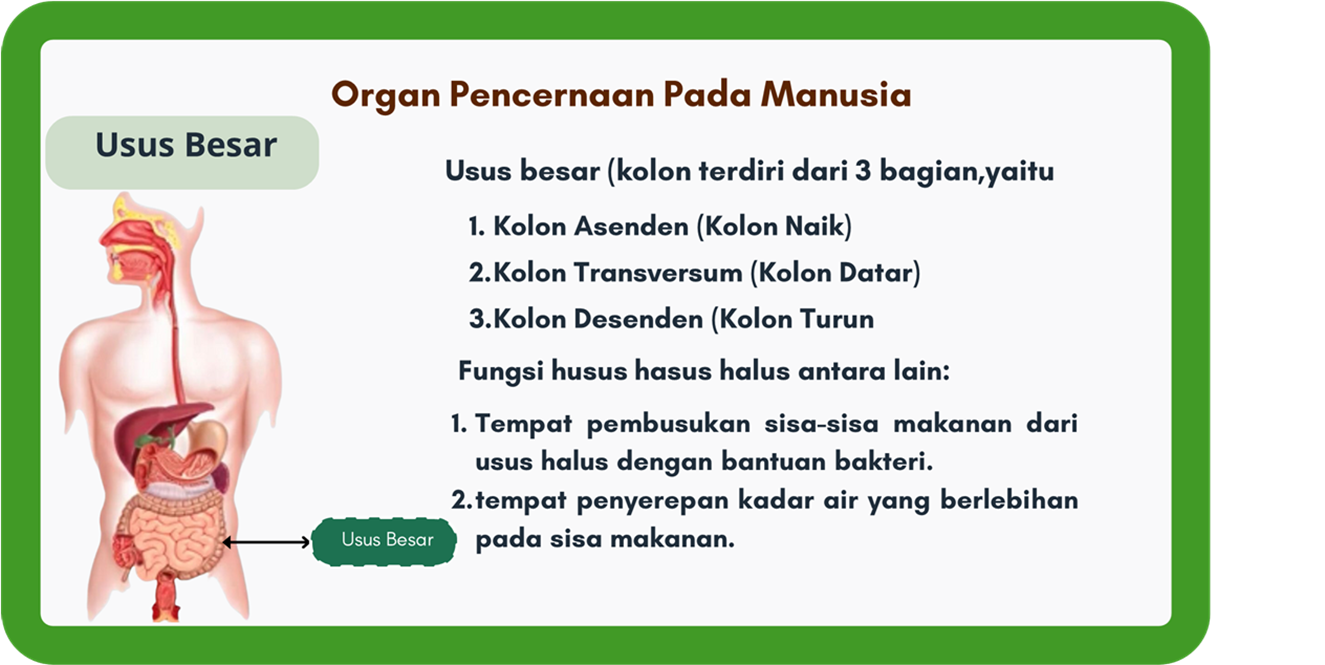 Organ Pencernaan Pada Manusia
Usus Besar
Usus besar (kolon terdiri dari 3 bagian,yaitu
1. Kolon Asenden (Kolon Naik)
2.Kolon Transversum (Kolon Datar)
3.Kolon Desenden (Kolon Turun
Fungsi husus hasus halus antara lain:
1. Tempat pembusukan sisa-sisa makanan dari
usus halus dengan bantuan bakteri.
2.tempat penyerepan kadar air yang berlebihan
pada sisa makanan.
Usus Besar